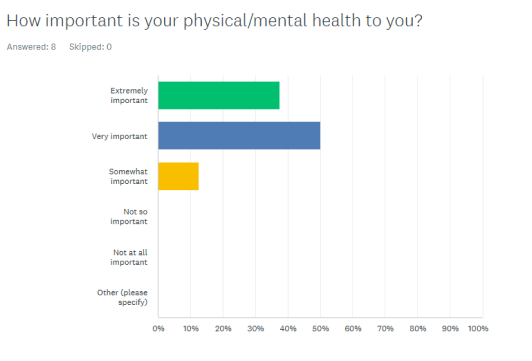 How important is your physical/mental health to you?
Answered: 8 Skipped: 0
Extremely
important
Very important
Somewhat
important
Not so
important
Not at all
important
Other (please
specify)
0% 10% 20% 30% 40% 50% 60% 70% 80% 90% 100%